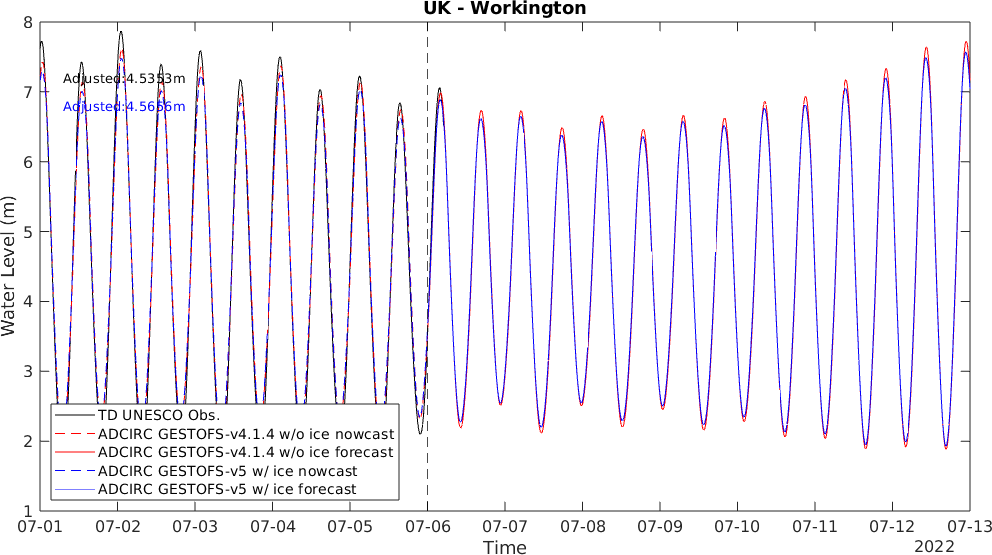 UK - Workington
8
7
6
5
4
3
2
1
Water Level (m)
Adjusted:4.5353m
Adjusted:4.5656m
TD UNESCO Obs.
ADCIRC GESTOFS-v4.1.4 w/o ice nowcast
ADCIRC GESTOFS-v4.1.4 w/o ice forecast
ADCIRC GESTOFS-v5 w/ ice nowcast
ADCIRC GESTOFS-v5 w/ ice forecast
07-01 07-02 07-03 07-04 07-05 07-06 07-07 07-08 07-09 07-10 07-11 07-12 07-13
Time
2022